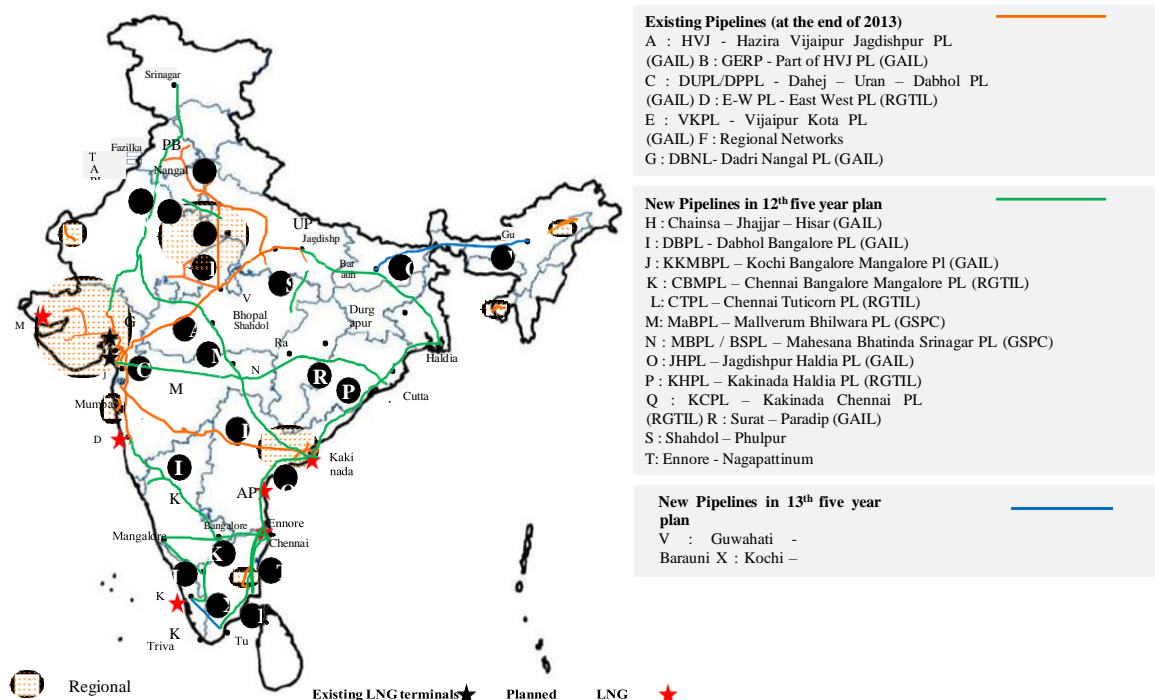 Srinagar
Fazilka
PB
T
A
Nangal
UP
Jagdishp
Gu
Bar
aun
V
Bhopal
Shahdol
Durg
apur
M
G
Ra
Haldia
j
N
M
Cutta
Mumba
D
Kaki
nada
I
K
AP
Ennore
Bangalore
Chennai
Mangalore
K
K
K
Triva
Tu
A
M
R
P
Regional
Existing LNG terminals
Planned LNG
Existing Pipelines (at the end of 2013)
A : HVJ - Hazira Vijaipur Jagdishpur PL
(GAIL) B : GERP - Part of HVJ PL (GAIL)
C : DUPL/DPPL - Dahej – Uran – Dabhol PL
(GAIL) D : E-W PL - East West PL (RGTIL)
E : VKPL - Vijaipur Kota PL
(GAIL) F : Regional Networks
G : DBNL- Dadri Nangal PL (GAIL)
New Pipelines in 12th five year plan
H : Chainsa – Jhajjar – Hisar (GAIL)
I : DBPL - Dabhol Bangalore PL (GAIL)
J : KKMBPL – Kochi Bangalore Mangalore Pl (GAIL)
K : CBMPL – Chennai Bangalore Mangalore PL (RGTIL)
L: CTPL – Chennai Tuticorn PL (RGTIL)
M: MaBPL – Mallverum Bhilwara PL (GSPC)
N : MBPL / BSPL – Mahesana Bhatinda Srinagar PL (GSPC)
O : JHPL – Jagdishpur Haldia PL (GAIL)
P : KHPL – Kakinada Haldia PL (RGTIL)
Q : KCPL – Kakinada Chennai PL
(RGTIL) R : Surat – Paradip (GAIL)
S : Shahdol – Phulpur
T: Ennore - Nagapattinum
New Pipelines in 13th five year
plan
V : Guwahati -
Barauni X : Kochi –